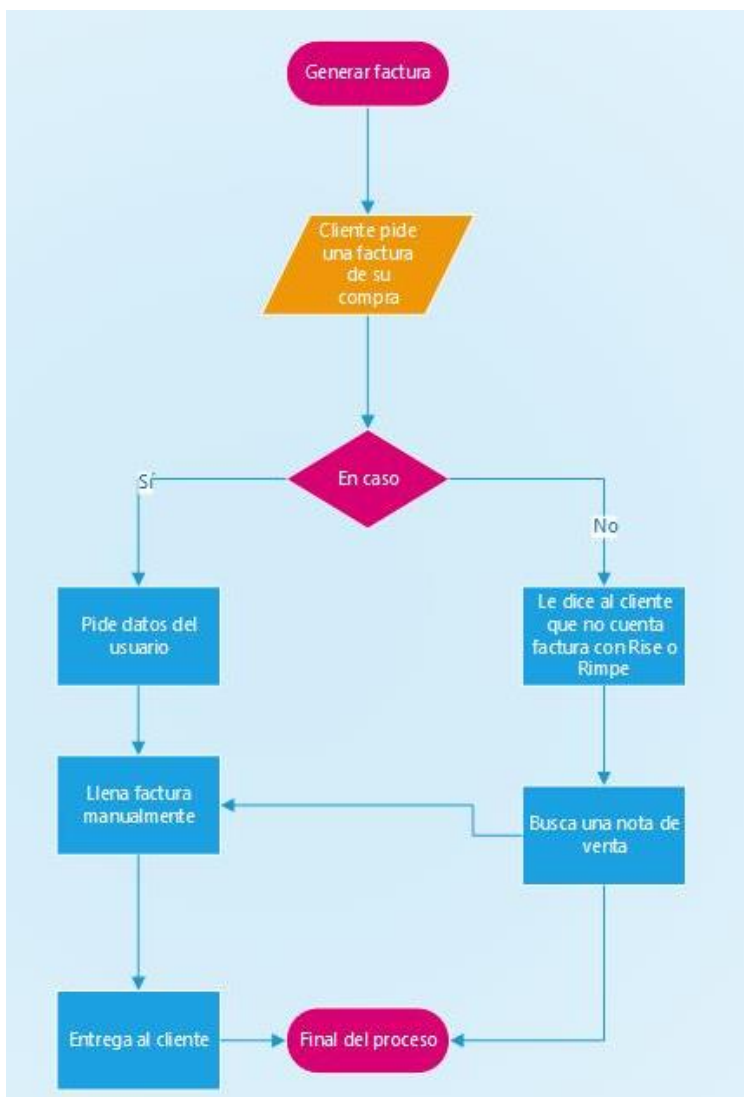 Generar factura
Cliente pide
una factura
de su
compra
En caso
Sí
No
Pide datos del
usuario
Le dice al cliente
que no cuenta
factura con Rise o
Rimpe
Llena factura
manualmente
Busca una nota de
venta
Entrega al cliente
Final del proceso